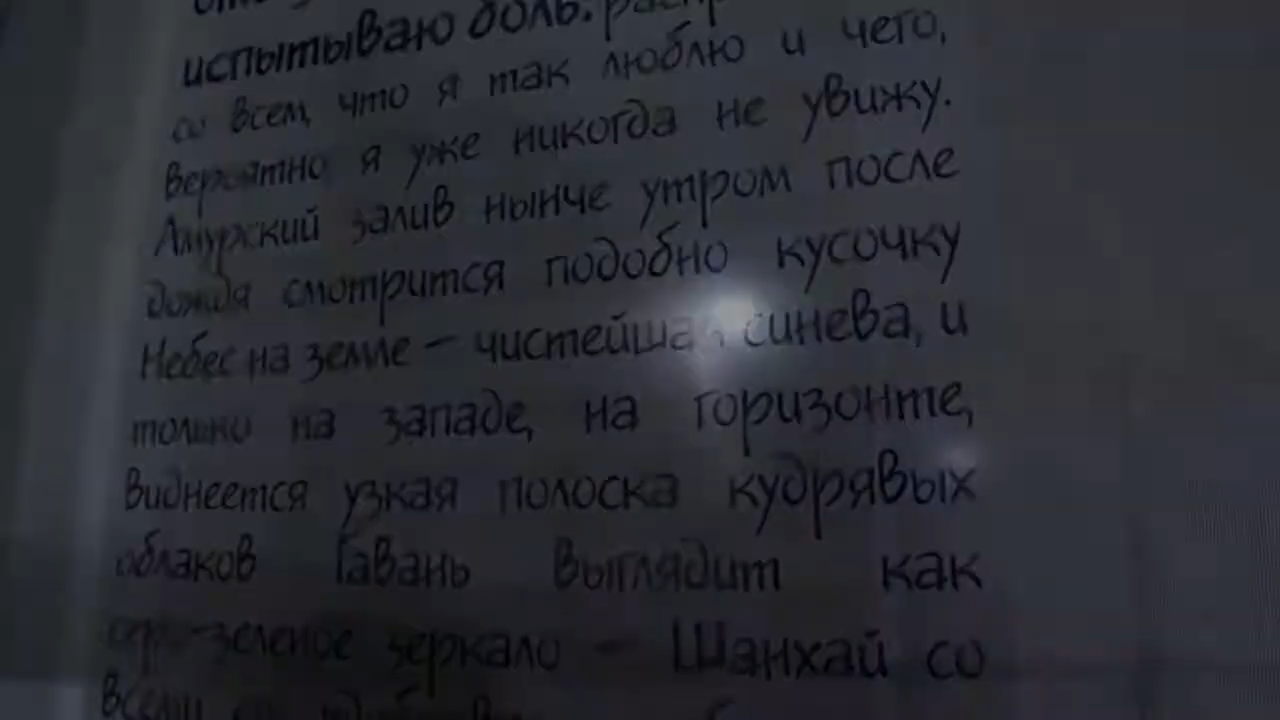 испытываю боль.
со всем, что я так люблю и чего,
Вероятно я уже никогда не увижу.
Амурский залив нынче утром после
дождя смотрится подобно кусочку
Небес на земле – чистейшая синева, и
только на западе, на горизонте,
Виднеется узкая полоска кудрявых
облаков Гавань Выглядит как
зеркало – Шанхай со